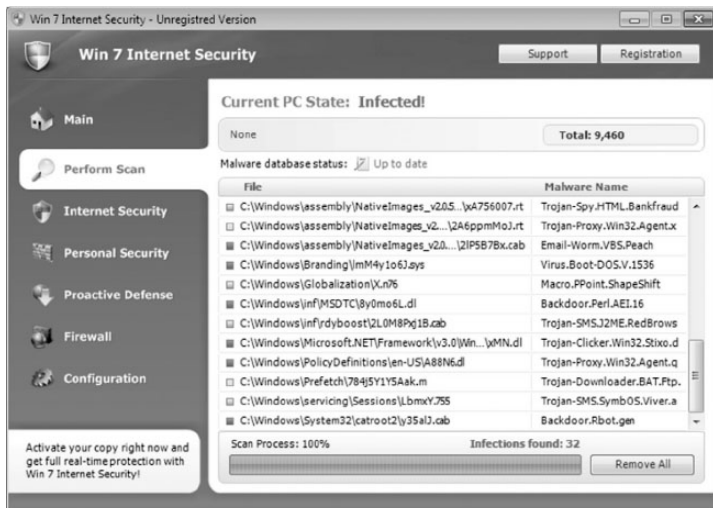 Win 7 Internet Security - Unregistred Version
Win 7 Internet Security
Support
Registration
Main
Perform Scan
Internet Security
Personal Security
Proactive Defense
Firewall
Configuration
Activate your copy right now and
get full real-time protection with
Win 7 Internet Security!
Current PC State: Infected!
None
Total: 9,460
Malware database status: Up to date
File Malware Name
C:\Windows\assembly\NativeImages_v2.0.5...\xA756007.rt Trojan-Spy.HTML.Bankfraud
C:\Windows\assembly\NativeImages_v2....\2A6ppmMoJ.rt Trojan-Proxy.Win32.Agent.x
C:\Windows\assembly\NativeImages_v2.0....\2lP5B7Bx.cab Email-Worm.VBS.Peach
C:\Windows\Branding\lmM4y1o6J.sys Virus.Boot-DOS.V.1536
C:\Windows\Globalization\X.n76 Macro.PPoint.ShapeShift
C:\Windows\inf\MSDTC\8y0mo6L.dl Backdoor.Perl.AEI.16
C:\Windows\inf\rdyboost\2L0M8Pxj1B.cab Trojan-SMS.J2ME.RedBrows
C:\Windows\Microsoft.NET\Framework\v3.0\Win...\xMN.dl Trojan-Clicker.Win32.Stixo.d
C:\Windows\PolicyDefinitions\en-US\A88N6.dl Trojan-Proxy.Win32.Agent.q
C:\Windows\Prefetch\784j5Y1Y5Aak.m Trojan-Downloader.BAT.Ftp.
C:\Windows\servicing\Sessions\LbmxY.755 Trojan-SMS.SymbOS.Viver.a
C:\Windows\System32\catroot2\y35alJ.cab Backdoor.Rbot.gen
Scan Process: 100% Infections found: 32
Remove All